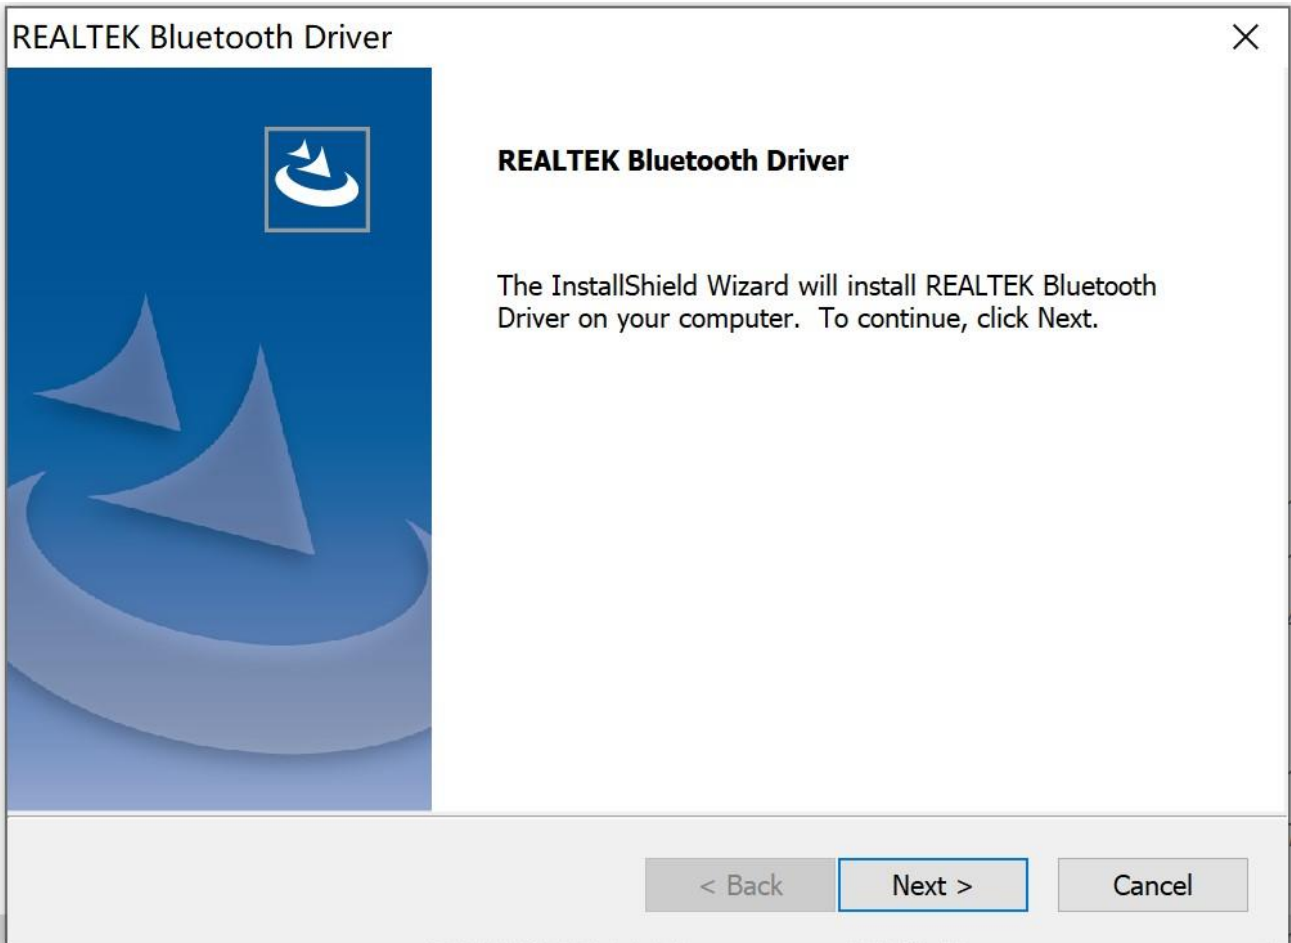 REALTEK Bluetooth Driver
REALTEK Bluetooth Driver
The InstallShield Wizard will install REALTEK Bluetooth
Driver on your computer.  To continue, click Next.
< Back
Next >
Cancel